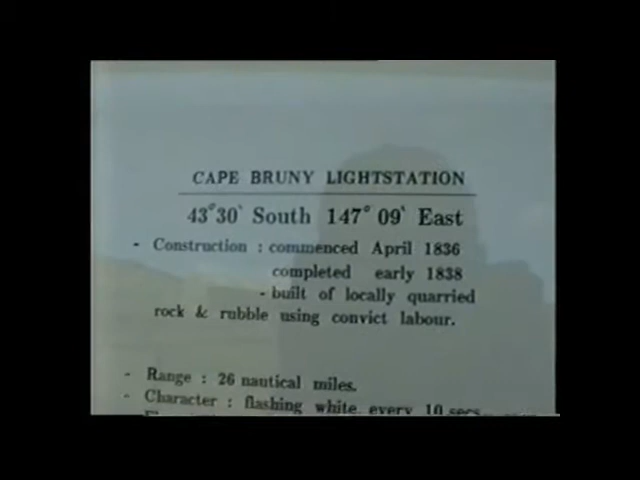 CAPE BRUNY LIGHTSTATION
43°30' South 147° 09' East
- Construction : commenced April 1836
completed early 1838
- built of locally quarried
rock & rubble using convict labour.
- Range : 26 nautical miles.
- Character : flashing white every 10 secs